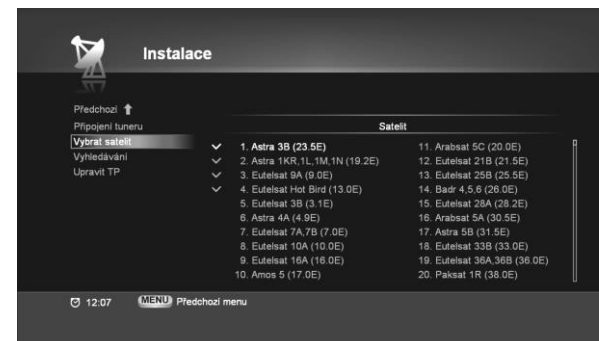 Instalace
Předchozí
Připojení tuneru
Vybrat satelit
Vyhledávání
Upravit TP
Satelit
1. Astra 3B (23.5E)
2. Astra 1KR,1L,1M,1N (19.2E)
3. Eutelsat 9A (9.0E)
4. Eutelsat Hot Bird (13.0E)
5. Eutelsat 3B (3.1E)
6. Astra 4A (4.9E)
7. Eutelsat 7A,7B (7.0E)
8. Eutelsat 10A (10.0E)
9. Eutelsat 16A (16.0E)
10. Amos 5 (17.0E)
11. Arabsat 5C (20.0E)
12. Eutelsat 21B (21.5E)
13. Eutelsat 25B (25.5E)
14. Badr 4,5,6 (26.0E)
15. Eutelsat 28A (28.2E)
16. Arabsat 5A (30.5E)
17. Astra 5B (31.5E)
18. Eutelsat 33B (33.0E)
19. Eutelsat 36A,36B (36.0E)
20. Paksat 1R (38.0E)
12:07 MENU Předchozí menu